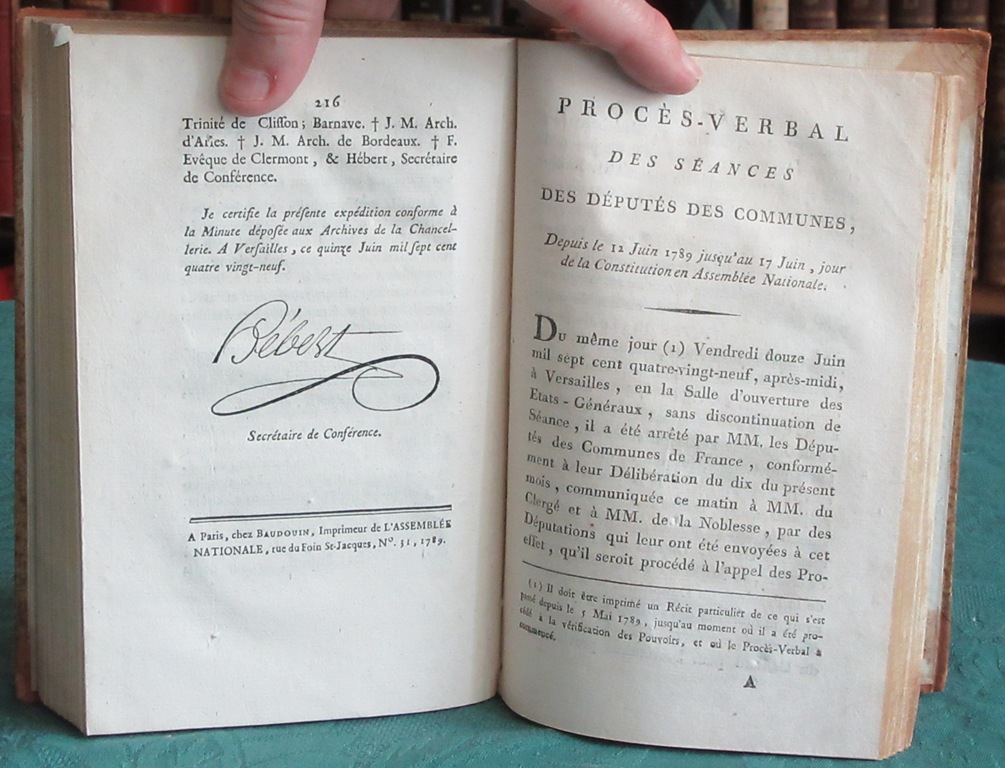 216
Trinité de Clisson ; Barnave. † J. M. Arch.
d'Arles. † J. M. Arch. de Bordeaux. † F.
Evêque de Clermont, & Hébert, Secrétaire
de Conférence.
Je certifie la présente expédition conforme à
la Minute déposée aux Archives de la Chancel-
lerie. A Versailles, ce quinze Juin mil sept cent
quatre vingt-neuf.
Hébert
Secrétaire de Conférence.
A Paris, chez BAUDOUIN, Imprimeur de L'ASSEMBLÉE
NATIONALE, rue du Foin St-Jacques, N°. 31, 1789.
PROCÈS-VERBAL
DES SÉANCES
DES DÉPUTÉS DES COMMUNES,
Depuis le 12 Juin 1789 jusqu'au 17 Juin, jour
de la Constitution en Assemblée Nationale.
Du même jour (1) Vendredi douze Juin
mil sept cent quatre-vingt-neuf, après-midi,
à Versailles, en la Salle d'ouverture des
Etats-Généraux, sans discontinuation de
Séance, il a été arrêté par MM. les Dépu-
tés des Communes de France, conformé-
ment à leur Délibération du dix du présent
mois, communiquée ce matin à MM. du
Clergé et à MM. de la Noblesse, par des
Députations qui leur ont été envoyées à cet
effet, qu'il seroit procédé à l'appel des Pro-
(1) Il doit être imprimé un Récit particulier de ce qui s'est
passé depuis le 5 Mai 1789, jusqu'au moment où il a été pro-
cédé à la vérification des Pouvoirs, et où le Procès-Verbal a
commencé.
A